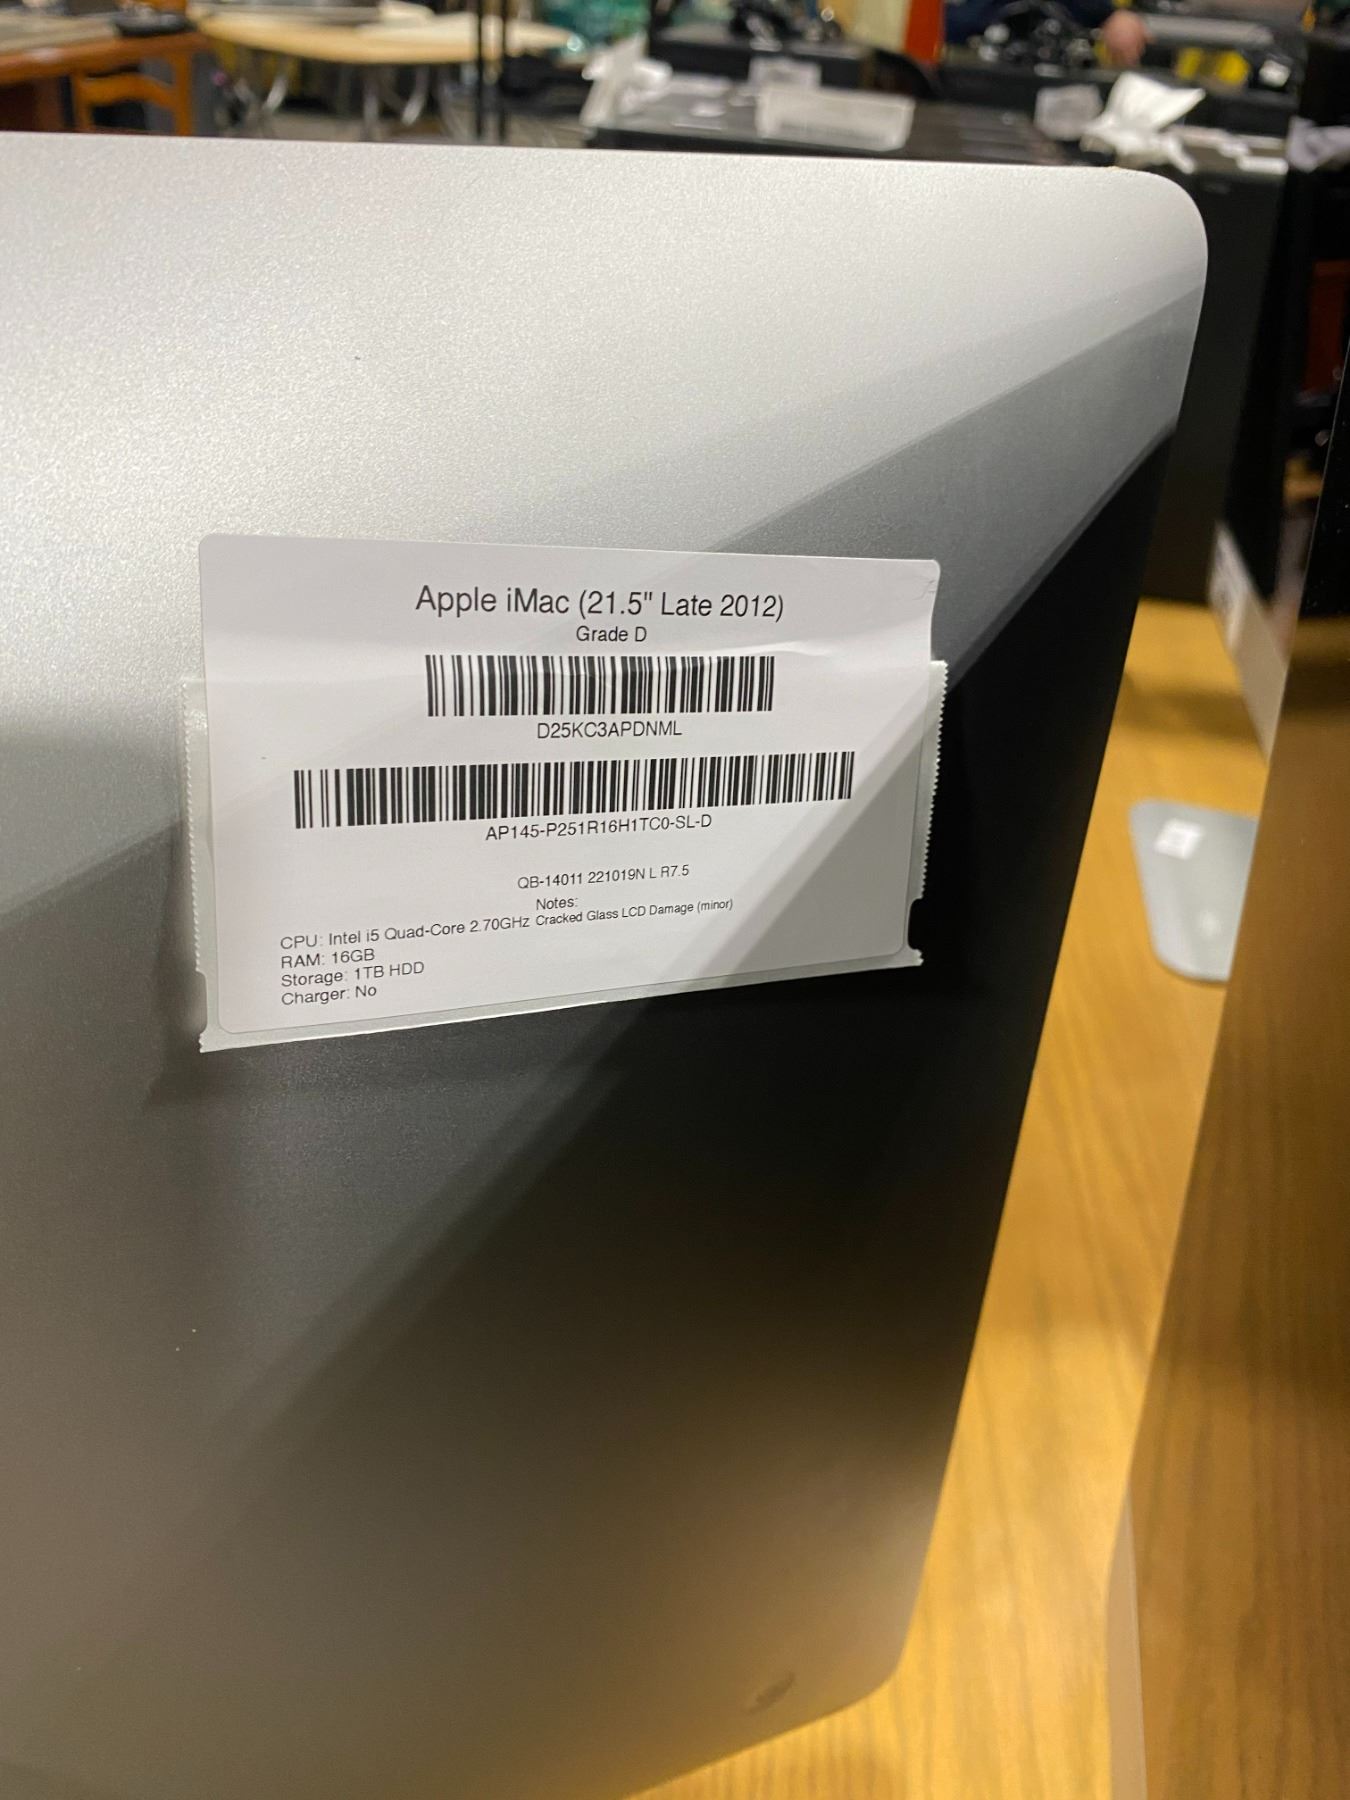 Apple iMac (21.5" Late 2012)
Grade D
D25KC3APDNML
AP145-P251R16H1TC0-SL-D
QB-14011 221019N L R7.5
Notes:
Cracked Glass LCD Damage (minor)
CPU: Intel i5 Quad-Core 2.70GHz
RAM: 16GB
Storage: 1TB HDD
Charger: No